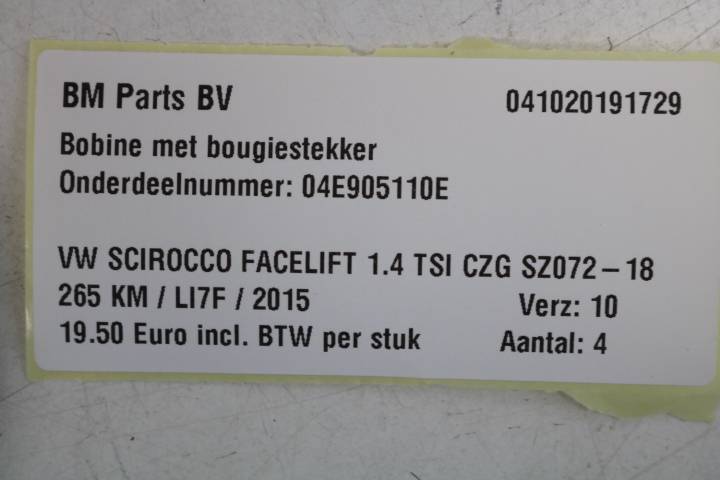 BM Parts BV 041020191729
Bobine met bougiestekker
Onderdeelnummer: 04E905110E
VW SCIROCCO FACELIFT 1.4 TSI CZG SZ072-18
265 KM / LI7F / 2015 Verz: 10
19.50 Euro incl. BTW per stuk Aantal: 4